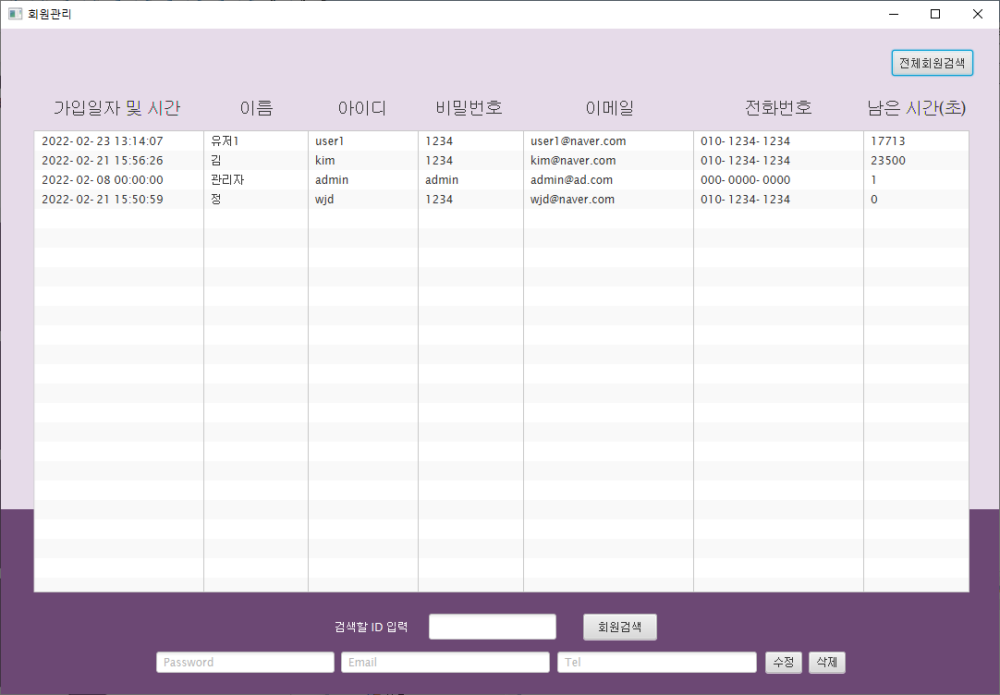 회원관리
전체회원검색
가입일자 및 시간 이름 아이디 비밀번호 이메일 전화번호 남은 시간(초)
2022-02-23 13:14:07 유저1 user1 1234 user1@naver.com 010-1234-1234 17713
2022-02-21 15:56:26 김 kim 1234 kim@naver.com 010-1234-1234 23500
2022-02-08 00:00:00 관리자 admin admin admin@ad.com 000-0000-0000 1
2022-02-21 15:50:59 정 wjd 1234 wjd@naver.com 010-1234-1234 0
검색할 ID 입력 회원검색
Password Email Tel 수정 삭제